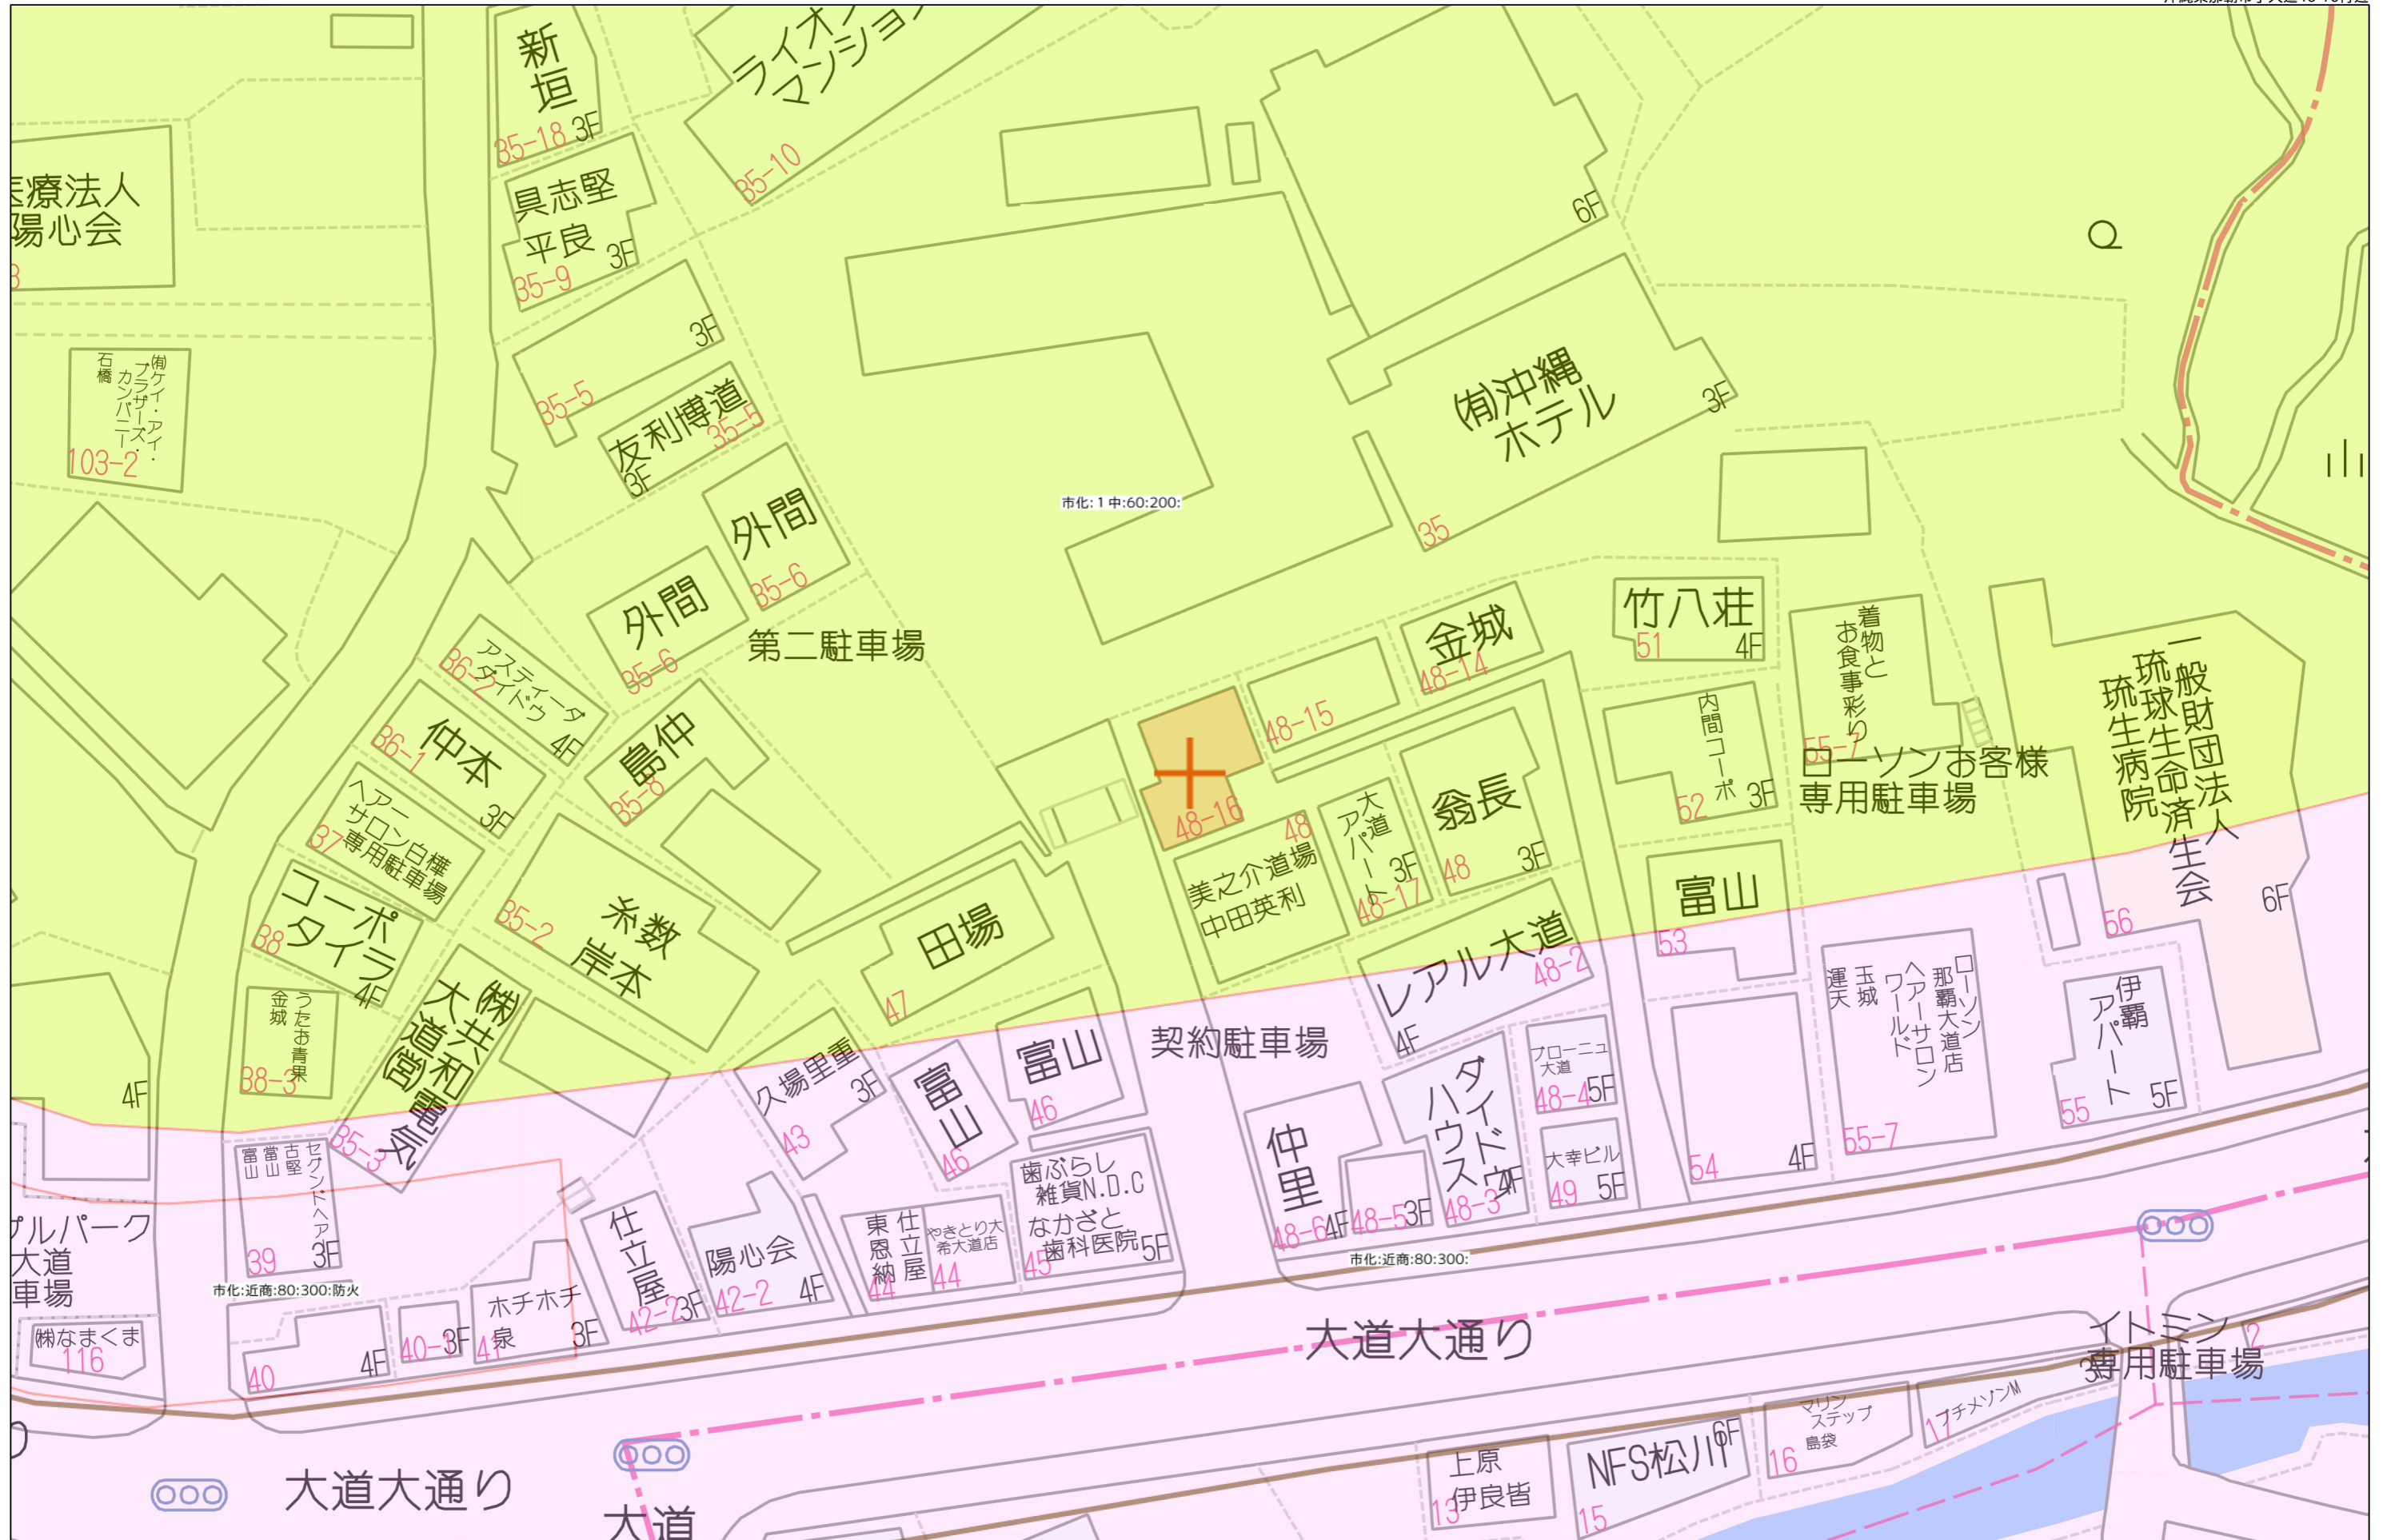 新垣
35-18 3F
35-10
医療法人
陽心会
具志堅
平良
3F
35-9
6F
3F
35-5
友利博道
35-5
3F
㈲ケイ・アイ・
ブラザーズ・
カンパニー
石橋
103-2
㈲沖縄
ホテル
3F
35
市化:1中:60:200:
外間
35-6
外間
35-6
第二駐車場
アスティーダ
ダイドウ
36-2
4F
仲本
36-1
3F
島仲
35-8
ヘアー
サロン白樺
専用駐車場
37
コーポ
タイラ
38
4F
糸数
岸本
35-2
田場
47
48-16
48-15
金城
48-14
竹八荘
51
4F
着物と
お食事彩り
55-7
内間コーポ
52
3F
ローソンお客様
専用駐車場
一般財団法人
琉球生命済生会
琉生病院
56
6F
翁長
48
3F
大道
アパート
3F
48-17
48
美之介道場
中田英利
レアル大道
48-2
4F
富山
53
うたお青果
金城
38-3
㈱共和電気
大道(営)
35-3
4F
久場里重
3F
43
富山
46
富山
46
契約駐車場
ブローニュ
大道
48-4 5F
大幸ビル
49 5F
ダイドウ
ハウス
48-3 4F
仲里
48-6 4F
48-5 3F
54
4F
ローソン
那覇大道店
ヘアーサロン
ワールド
玉城
運天
55-7
伊覇
アパート
55
5F
セグンドヘア
古堅
當山
富山
39
3F
市化:近商:80:300:防火
市化:近商:80:300:
仕立屋
42-2 3F
陽心会
42-2 4F
仕立屋
東恩納
44
やきとり大
希大道店
44
歯ぶらし
雑貨N.D.C
なかざと
歯科医院
45
5F
大道
車場
㈱なまくま
116
40
4F
40-1 3F
ホチホチ
泉
41
3F
大道大通り
大道大通り
大道
イトミン
専用駐車場
2
3F
プチメゾンM
17
マリン
ステップ
島袋
16
NFS松川
6F
15
上原
伊良皆
13